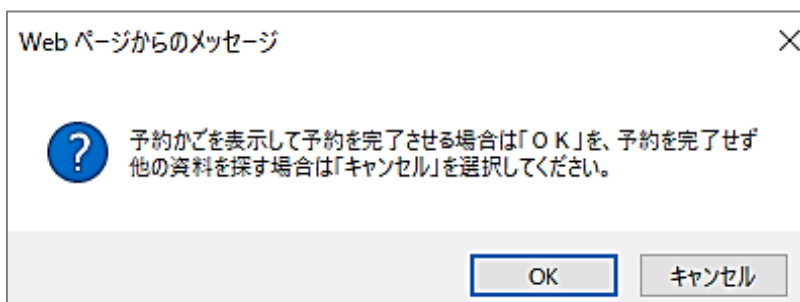 Web ページからのメッセージ
予約かごを表示して予約を完了させる場合は「ＯＫ」を、予約を完了せず
他の資料を探す場合は「キャンセル」を選択してください。
OK
キャンセル